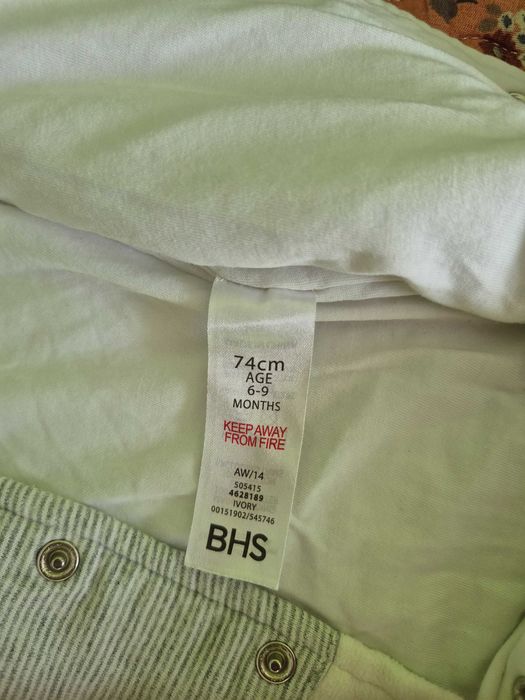 74cm
AGE
6-9
MONTHS
KEEP AWAY
FROM FIRE
AW/14
505415
4628189
IVORY
00151902/545746
BHS